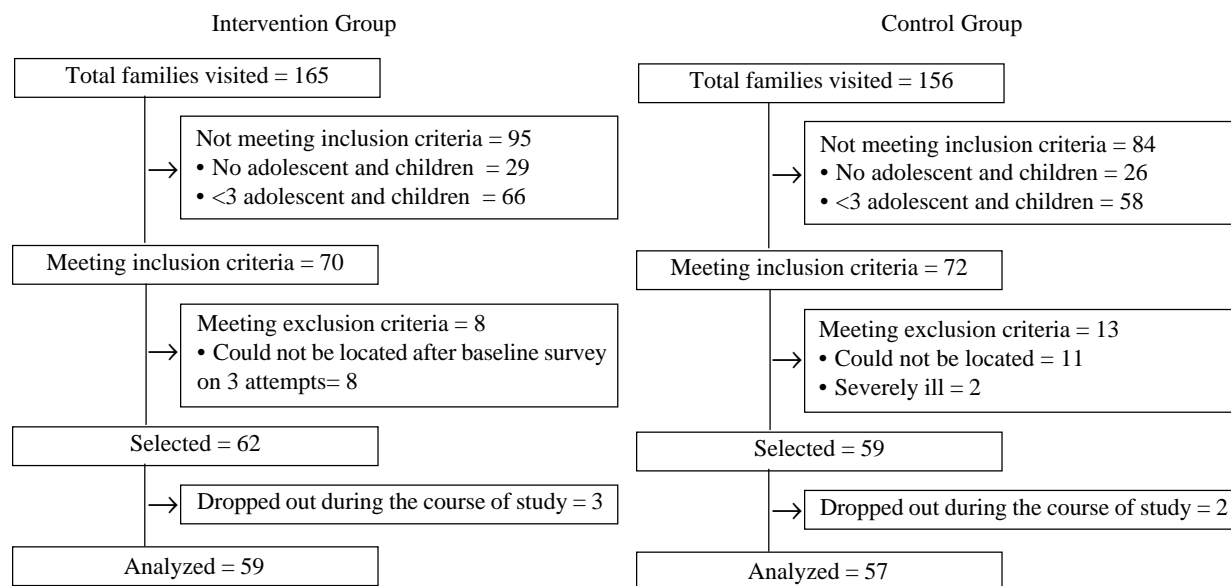 Intervention Group
Total families visited = 165
Not meeting inclusion criteria = 95
• No adolescent and children = 29
• <3 adolescent and children = 66
Meeting inclusion criteria = 70
Meeting exclusion criteria = 8
• Could not be located after baseline survey
on 3 attempts= 8
Selected = 62
Dropped out during the course of study = 3
Analyzed = 59
Control Group
Total families visited = 156
Not meeting inclusion criteria = 84
• No adolescent and children = 26
• <3 adolescent and children = 58
Meeting inclusion criteria = 72
Meeting exclusion criteria = 13
• Could not be located = 11
• Severely ill = 2
Selected = 59
Dropped out during the course of study = 2
Analyzed = 57